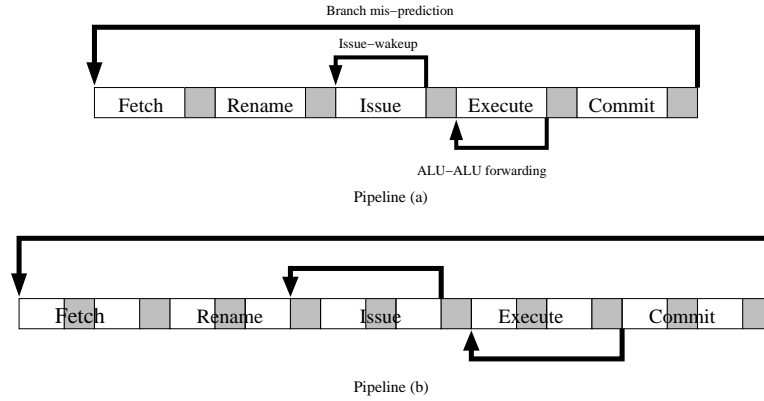 Branch mis−prediction
Issue−wakeup
Fetch Rename Issue Execute Commit
ALU−ALU forwarding
Pipeline (a)
Fetch Rename Issue Execute Commit
Pipeline (b)